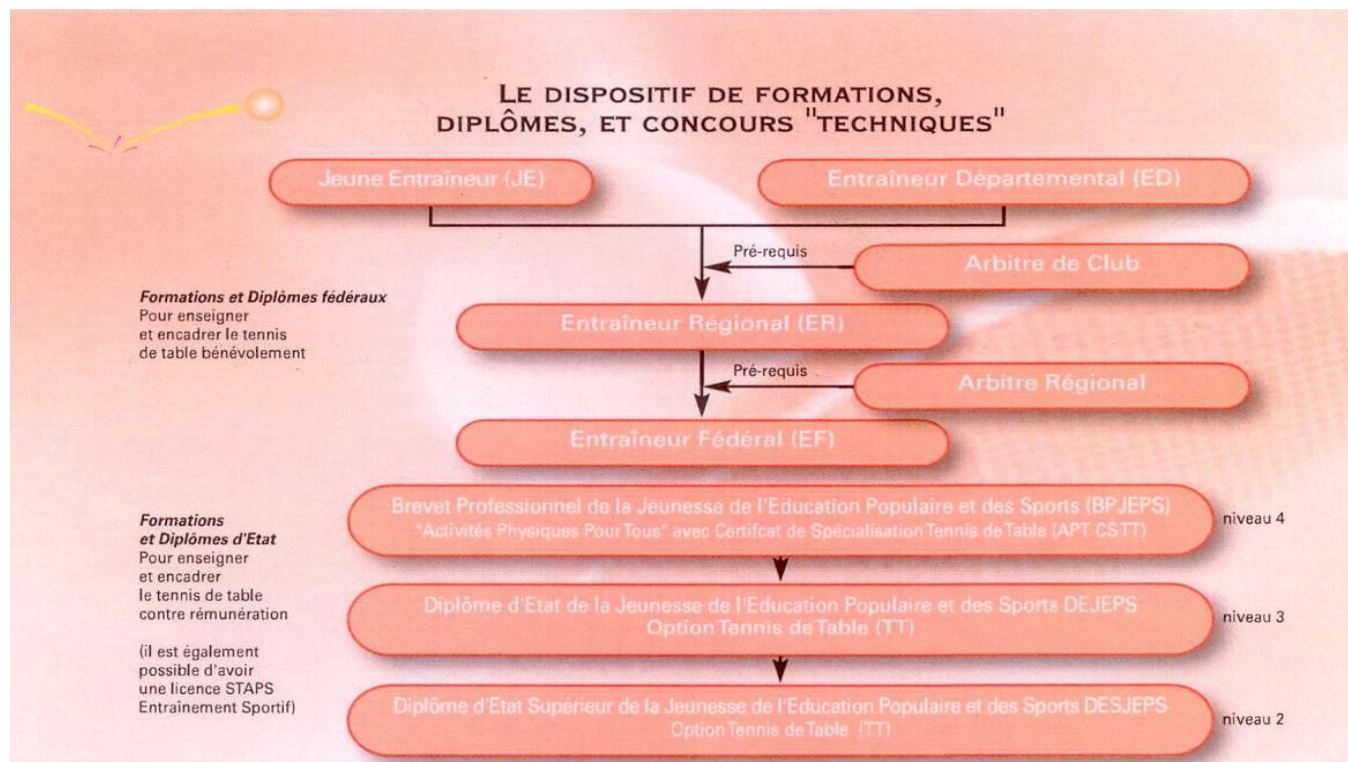 LE DISPOSITIF DE FORMATIONS,
DIPLÔMES, ET CONCOURS "TECHNIQUES"
Jeune Entraîneur (JE)
Entraîneur Départemental (ED)
Pré-requis
Arbitre de Club
Formations et Diplômes fédéraux
Pour enseigner
et encadrer le tennis
de table bénévolement
Entraîneur Régional (ER)
Pré-requis
Arbitre Régional
Entraîneur Fédéral (EF)
Brevet Professionnel de la Jeunesse de l'Education Populaire et des Sports (BPJEPS)
"Activités Physiques Pour Tous" avec Certifcat de Spécialisation Tennis de Table (APT CSTT)
niveau 4
Formations
et Diplômes d'Etat
Pour enseigner
et encadrer
le tennis de table
contre rémunération
(il est également
possible d'avoir
une licence STAPS
Entraînement Sportif)
Diplôme d'Etat de la Jeunesse de l'Education Populaire et des Sports DEJEPS
Option Tennis de Table (TT)
niveau 3
Diplôme d'Etat Supérieur de la Jeunesse de l'Education Populaire et des Sports DESJEPS
Option Tennis de Table (TT)
niveau 2